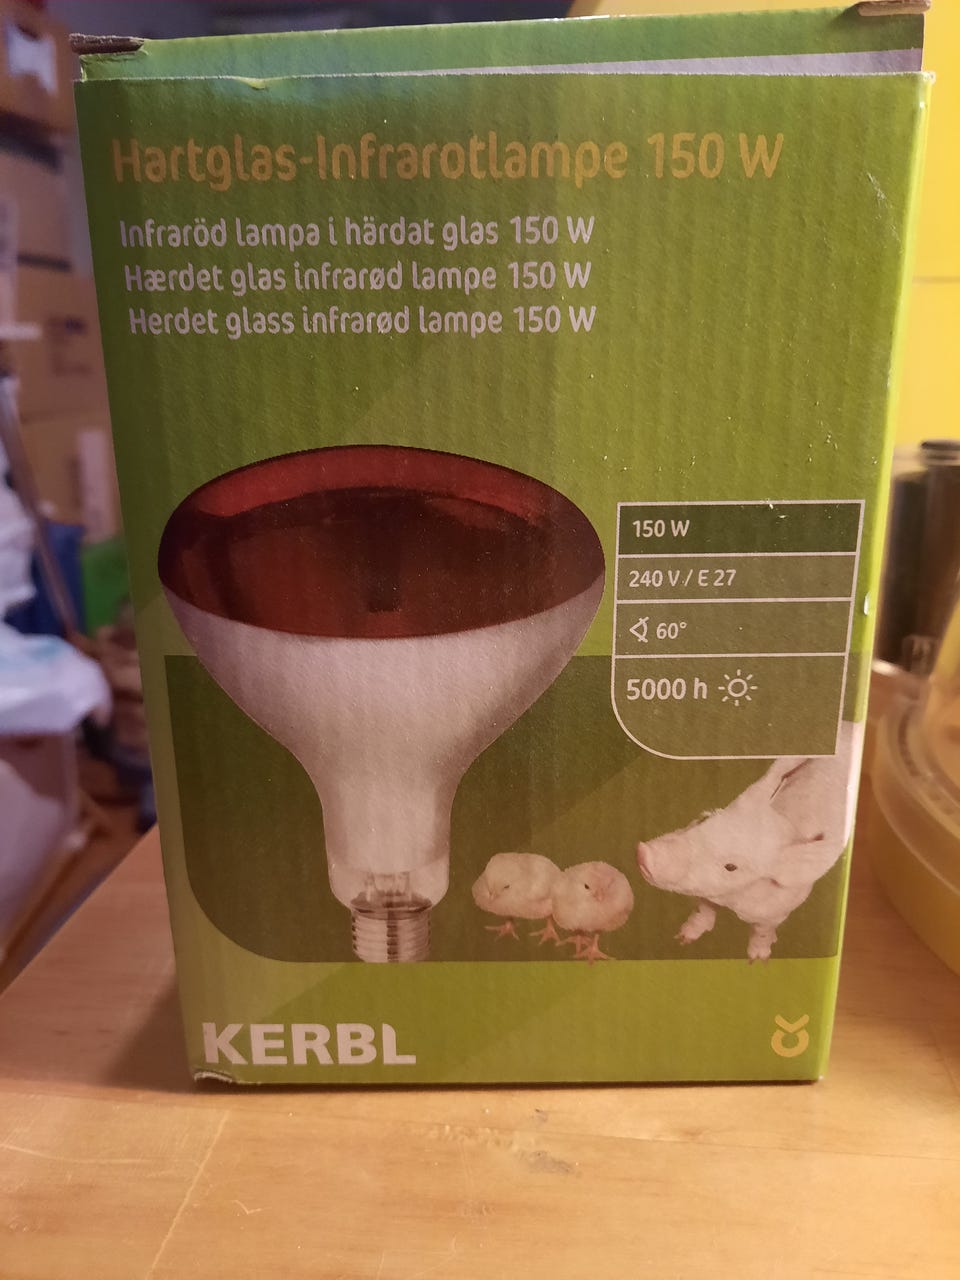 Hartglas-Infrarotlampe 150 W
Infraröd lampa i härdat glas 150 W
Hærdet glas infrarød lampe 150 W
Herdet glass infrarød lampe 150 W
150 W
240 V / E 27
60°
5000 h
KERBL